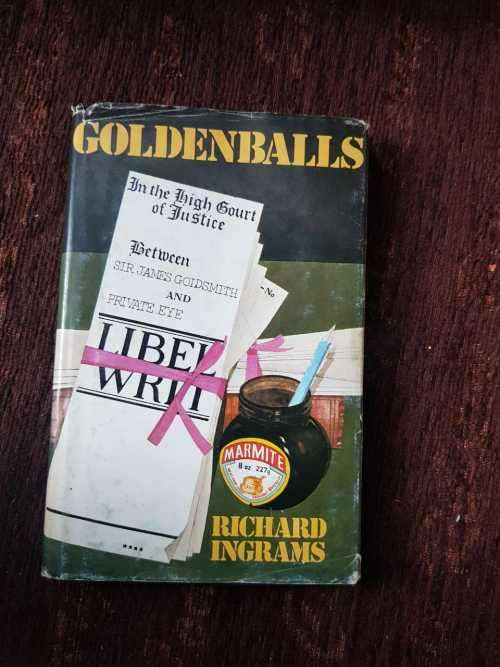 GOLDENBALLS
In the High Court
of Justice
Between
SIR JAMES GOLDSMITH
AND
PRIVATE EYE
No
LIBEL
WRIT
MARMITE
8 oz 227g
RICHARD
INGRAMS